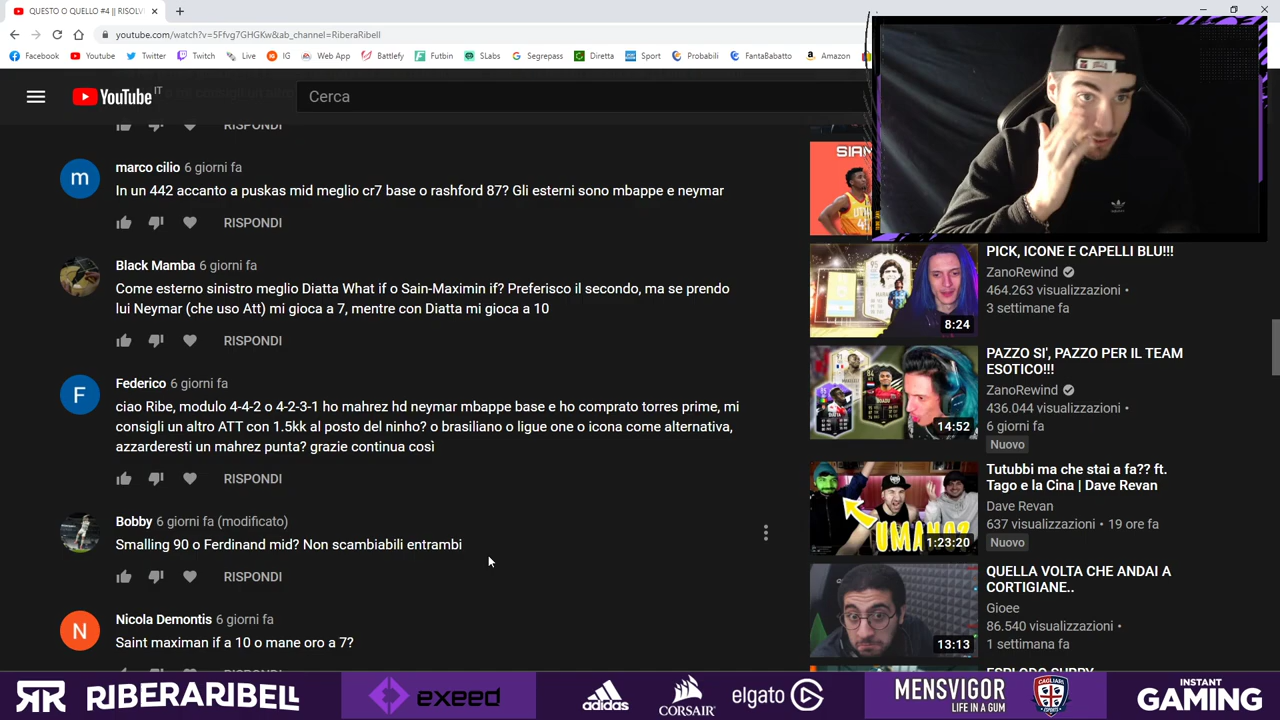 QUESTO O QUELLO #4 || RISOLV
youtube.com/watch?v=5Ffvg7GHGKw&ab_channel=RiberaRibell
Facebook Youtube Twitter Twitch Live IG Web App Battlefy Futbin SLabs Segrepass Diretta Sport Probabili FantaBabatto Amazon
YouTube IT
Cerca
RISPONDI
marco cilio 6 giorni fa
In un 442 accanto a puskas mid meglio cr7 base o rashford 87? Gli esterni sono mbappe e neymar
RISPONDI
Black Mamba 6 giorni fa
Come esterno sinistro meglio Diatta What if o Sain-Maximin if? Preferisco il secondo, ma se prendo
lui Neymar (che uso Att) mi gioca a 7, mentre con Diatta mi gioca a 10
RISPONDI
Federico 6 giorni fa
ciao Ribe, modulo 4-4-2 o 4-2-3-1 ho mahrez hd neymar mbappe base e ho comprato torres prime, mi
consigli un altro ATT con 1.5kk al posto del ninho? o brasiliano o ligue one o icona come alternativa,
azzarderesti un mahrez punta? grazie continua così
RISPONDI
Bobby 6 giorni fa (modificato)
Smalling 90 o Ferdinand mid? Non scambiabili entrambi
RISPONDI
Nicola Demontis 6 giorni fa
Saint maximan if a 10 o mane oro a 7?
SIAM
PICK, ICONE E CAPELLI BLU!!!
ZanoRewind
464.263 visualizzazioni •
3 settimane fa
8:24
PAZZO SI', PAZZO PER IL TEAM
ESOTICO!!!
ZanoRewind
436.044 visualizzazioni •
6 giorni fa
Nuovo
14:52
Tutubbi ma che stai a fa?? ft.
Tago e la Cina | Dave Revan
Dave Revan
637 visualizzazioni • 19 ore fa
Nuovo
UMANO?
1:23:20
QUELLA VOLTA CHE ANDAI A
CORTIGIANE..
Gioee
86.540 visualizzazioni •
1 settimana fa
13:13
RR RIBERARIBELL
exeed
adidas
CORSAIR
elgato
MENSVIGOR
LIFE IN A GUM
CAGLIARI
INSTANT
GAMING